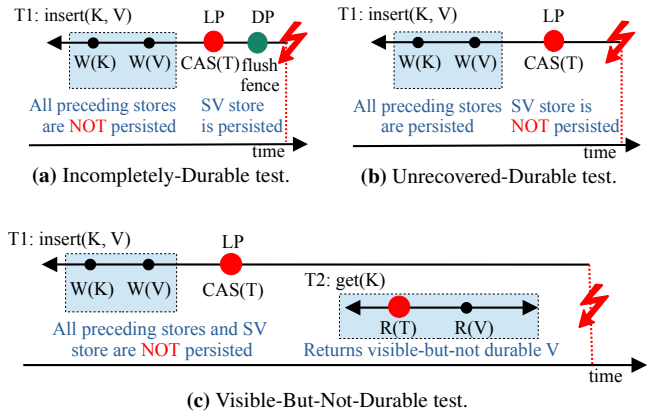 LP DP
T1: insert(K, V)
W(K) W(V) CAS(T) flush
fence
All preceding stores SV store
are NOT persisted is persisted
time
(a) Incompletely-Durable test.
LP
T1: insert(K, V)
W(K) W(V) CAS(T)
All preceding stores SV store is
are persisted NOT persisted
time
(b) Unrecovered-Durable test.
LP
T1: insert(K, V)
T2: get(K)
W(K) W(V) CAS(T)
R(T) R(V)
All preceding stores and SV
store are NOT persisted
Returns visible-but-not durable V
time
(c) Visible-But-Not-Durable test.